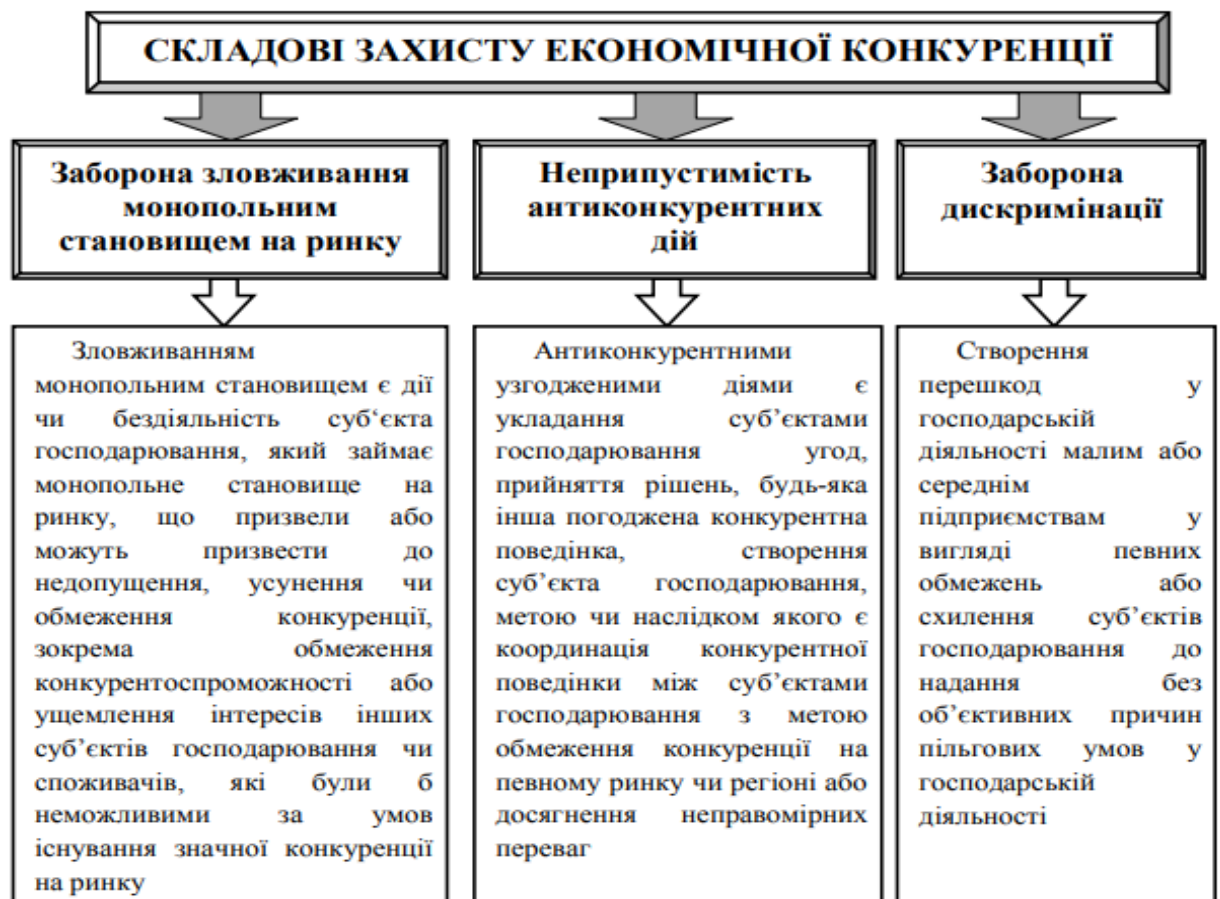 СКЛАДОВІ ЗАХИСТУ ЕКОНОМІЧНОЇ КОНКУРЕНЦІЇ
Заборона зловживання
монопольним
становищем на ринку
Зловживанням
монопольним становищем є дії
чи бездіяльність суб‘єкта
господарювання, який займає
монопольне становище на
ринку, що призвели або
можуть призвести до
недопущення, усунення чи
обмеження конкуренції,
зокрема обмеження
конкурентоспроможності або
ущемлення інтересів інших
суб’єктів господарювання чи
споживачів, які були б
неможливими за умов
існування значної конкуренції
на ринку
Неприпустимість
антиконкурентних
дій
Антиконкурентними
узгодженими діями є
укладання суб’єктами
господарювання угод,
прийняття рішень, будь-яка
інша погоджена конкурентна
поведінка, створення
суб’єкта господарювання,
метою чи наслідком якого є
координація конкурентної
поведінки між суб’єктами
господарювання з метою
обмеження конкуренції на
певному ринку чи регіоні або
досягнення неправомірних
переваг
Заборона
дискримінації
Створення
перешкод у
господарській
діяльності малим або
середнім
підприємствам у
вигляді певних
обмежень або
схилення суб’єктів
господарювання до
надання без
об’єктивних причин
пільгових умов у
господарській
діяльності